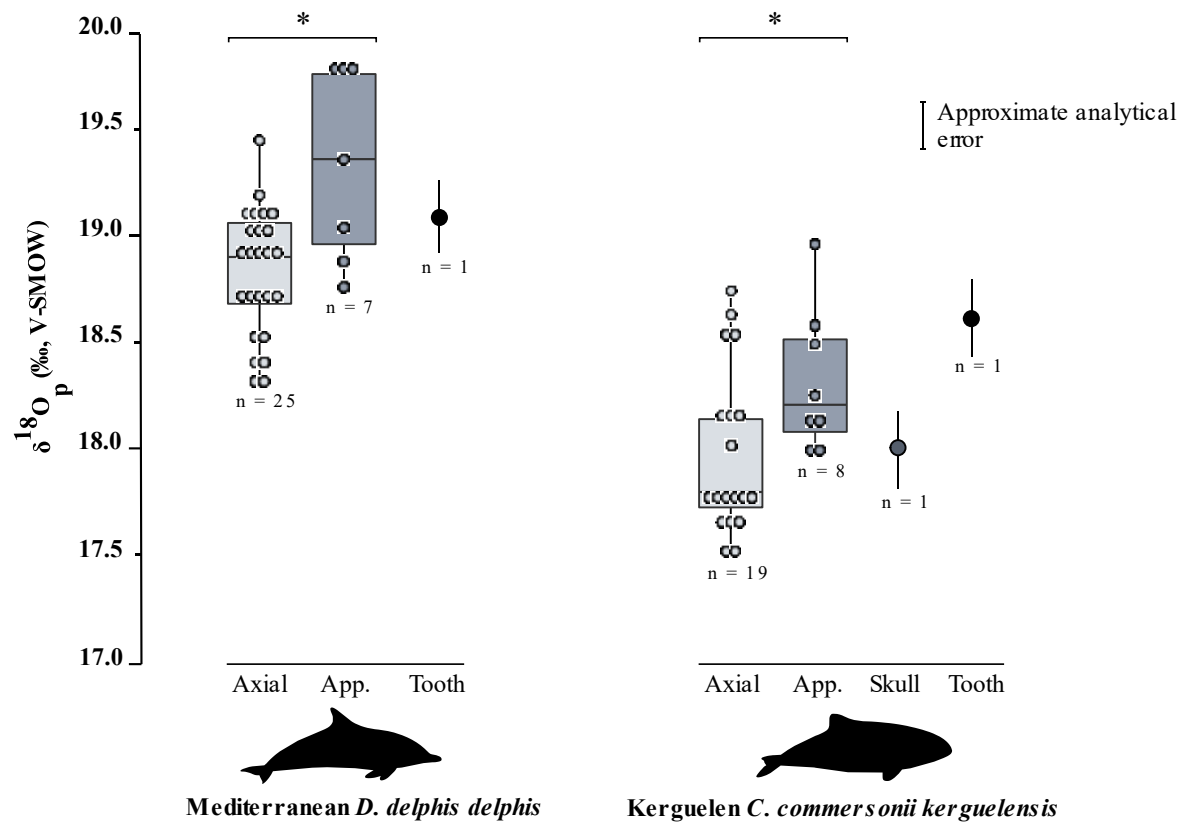 * *
20.0
19.5
19.0
18.5
18.0
17.5
17.0
δ18Op (‰, V-SMOW)
Approximate analytical
error
n = 25
n = 7
n = 1
n = 19
n = 8
n = 1
n = 1
Axial App. Tooth
Axial App. Skull Tooth
Mediterranean D. delphis delphis
Kerguelen C. commersonii kerguelensis